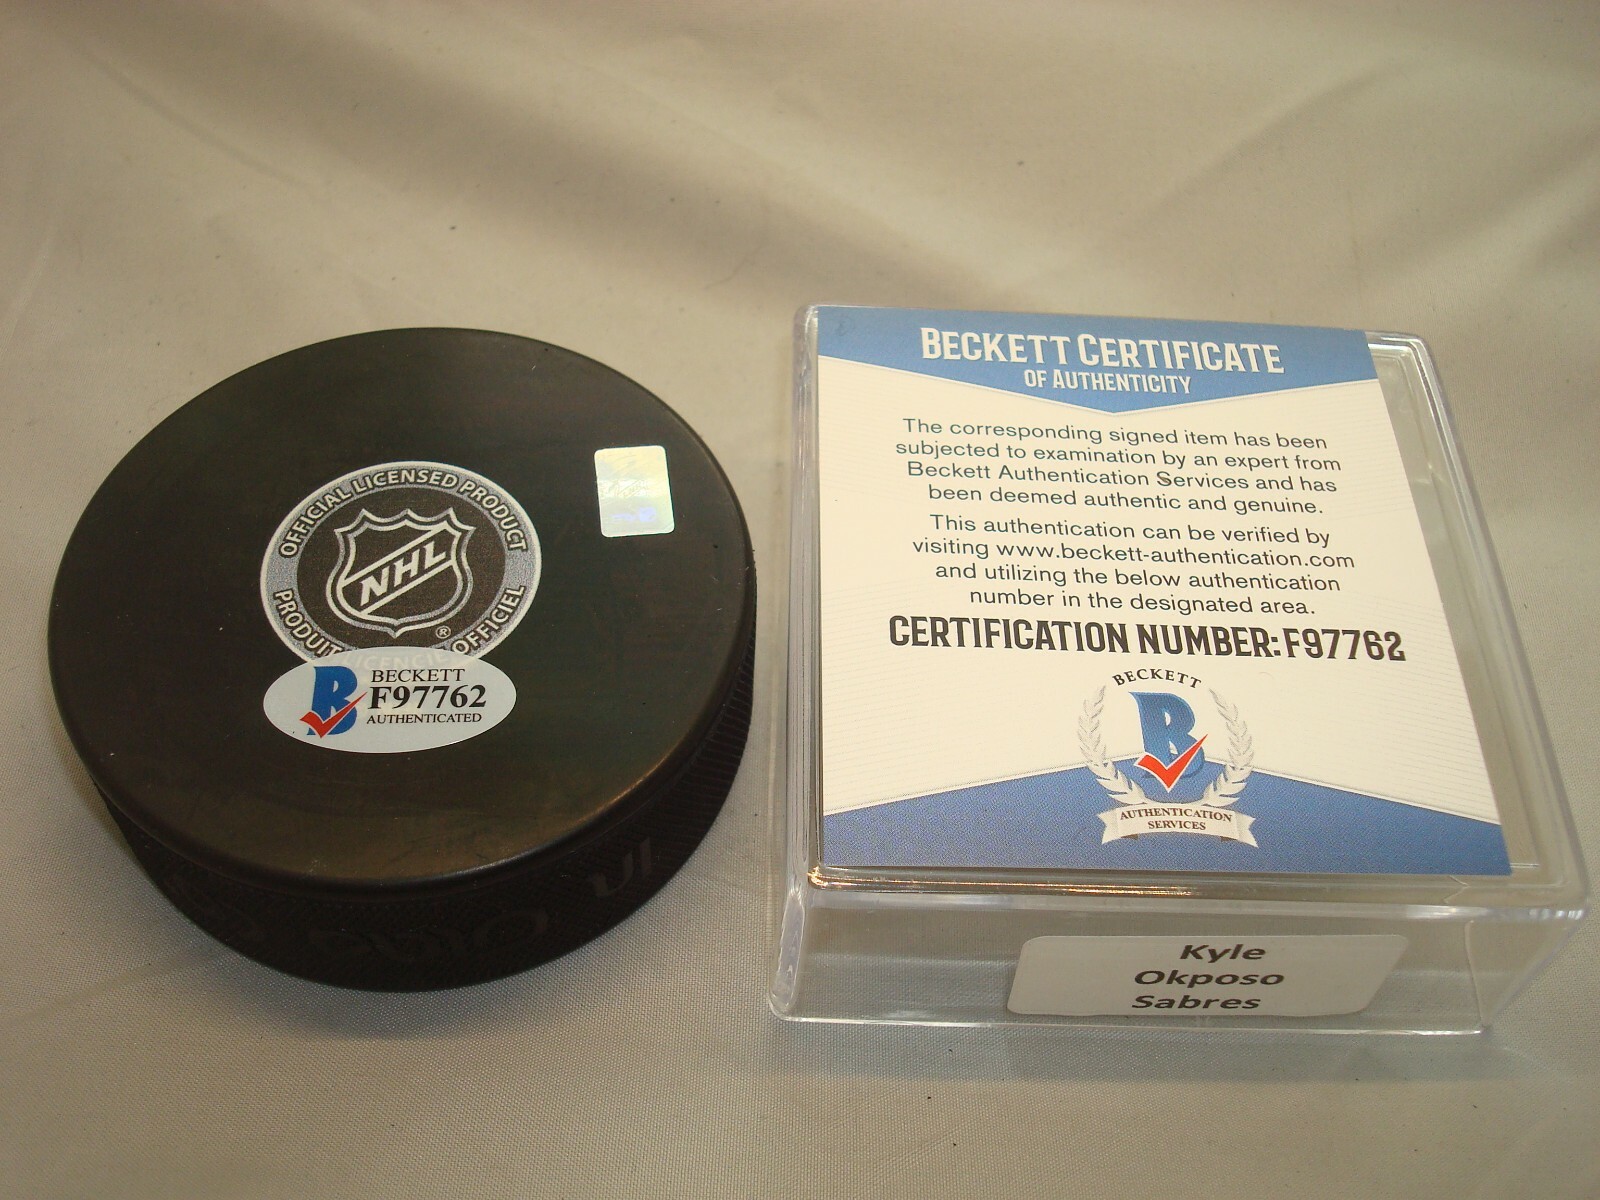 OFFICIAL LICENSED PRODUCT
NHL
®
PRODUIT LICENCIÉ OFFICIEL
BECKETT
F97762
AUTHENTICATED
BECKETT CERTIFICATE
OF AUTHENTICITY
The corresponding signed item has been
subjected to examination by an expert from
Beckett Authentication Services and has
been deemed authentic and genuine.
This authentication can be verified by
visiting www.beckett-authentication.com
and utilizing the below authentication
number in the designated area.
CERTIFICATION NUMBER: F97762
BECKETT
B
AUTHENTICATION
SERVICES
Kyle
Okposo
Sabres